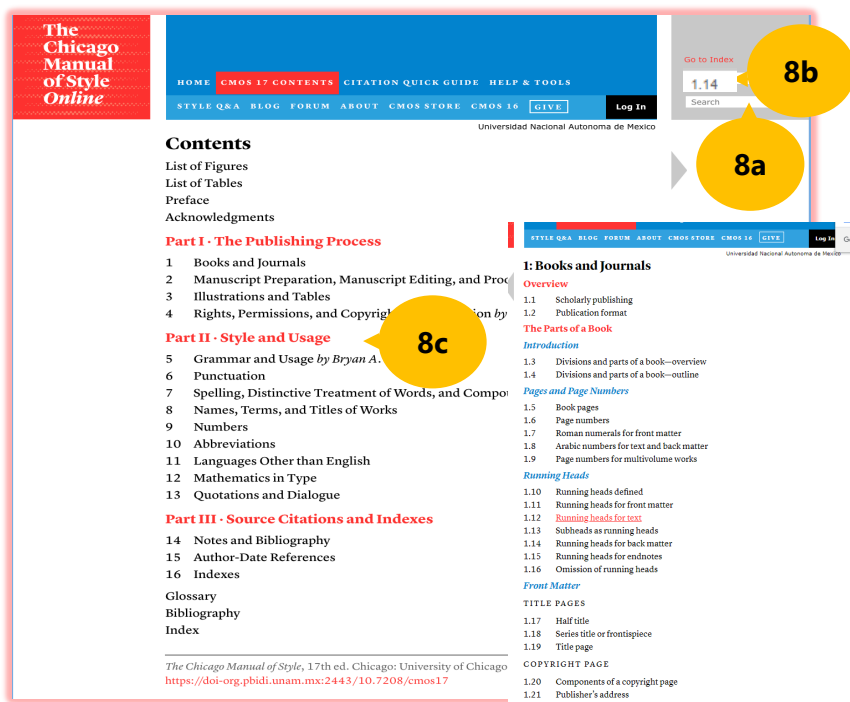 The
Chicago
Manual
of Style
Online
HOME CMOS 17 CONTENTS CITATION QUICK GUIDE HELP & TOOLS
STYLE Q&A BLOG FORUM ABOUT CMOS STORE CMOS 16 GIVE Log In
Go to Index
1.14
Search
8b
8a
Universidad Nacional Autonoma de Mexico
Contents
List of Figures
List of Tables
Preface
Acknowledgments
Part I · The Publishing Process
1 Books and Journals
2 Manuscript Preparation, Manuscript Editing, and
3 Illustrations and Tables
4 Rights, Permissions, and by
Part II · Style and Usage
8c
5 Grammar and Usage by Bryan A.
6 Punctuation
7 Spelling, Distinctive Treatment of Words, and
8 Names, Terms, and Titles of Works
9 Numbers
10 Abbreviations
11 Languages Other than English
12 Mathematics in Type
13 Quotations and Dialogue
Part III · Source Citations and Indexes
14 Notes and Bibliography
15 Author-Date References
16 Indexes
Glossary
Bibliography
Index
The Chicago Manual of Style, 17th ed. Chicago: University of Chicago
https://doi-org.pbidi.unam.mx:2443/10.7208/cmos17
STYLE Q&A BLOG FORUM ABOUT CMOS STORE CMOS 16 GIVE Log In
Universidad Nacional Autonoma de Mexico
1: Books and Journals
Overview
1.1 Scholarly publishing
1.2 Publication format
The Parts of a Book
Introduction
1.3 Divisions and parts of a book—overview
1.4 Divisions and parts of a book—outline
Pages and Page Numbers
1.5 Book pages
1.6 Page numbers
1.7 Roman numerals for front matter
1.8 Arabic numbers for text and back matter
1.9 Page numbers for multivolume works
Running Heads
1.10 Running heads defined
1.11 Running heads for front matter
1.12 Running heads for text
1.13 Subheads as running heads
1.14 Running heads for back matter
1.15 Running heads for endnotes
1.16 Omission of running heads
Front Matter
TITLE PAGES
1.17 Half title
1.18 Series title or frontispiece
1.19 Title page
COPYRIGHT PAGE
1.20 Components of a copyright page
1.21 Publisher's address